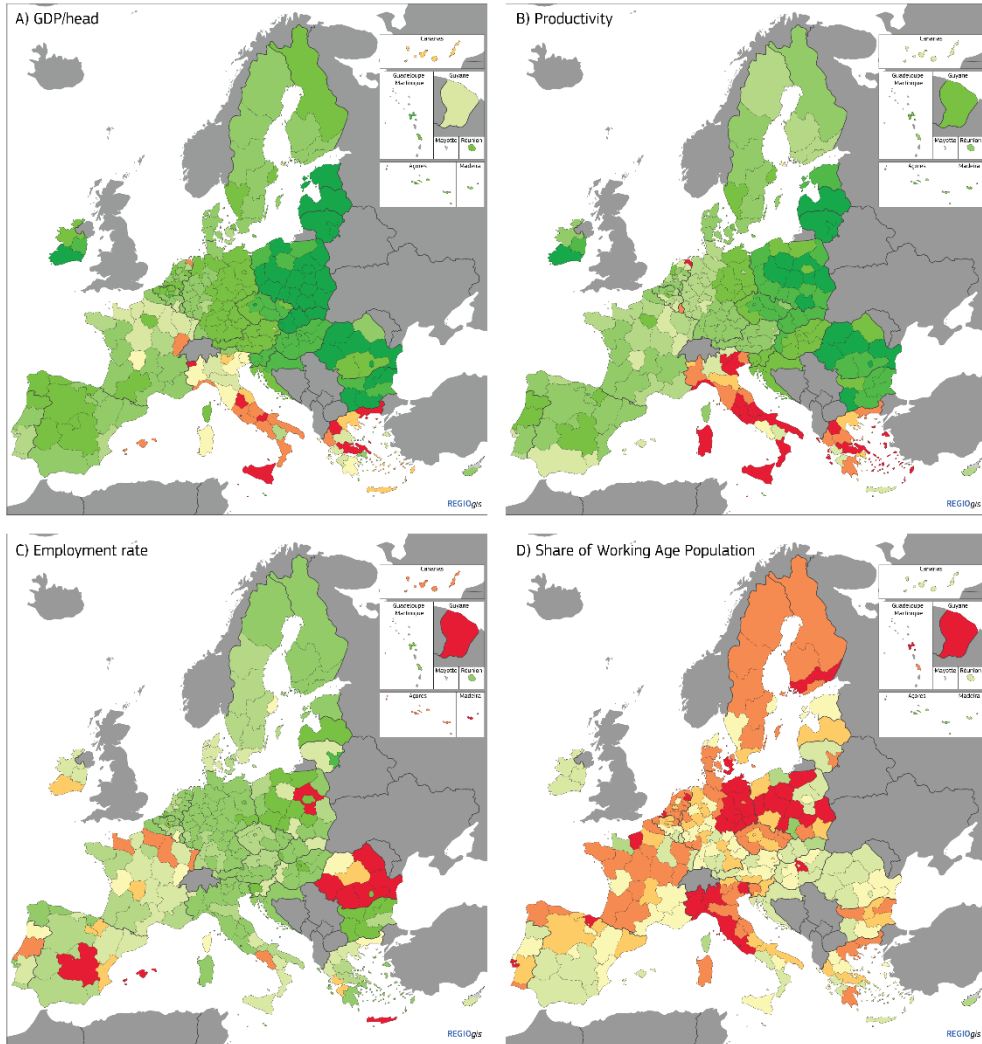 A) GDP/head
Canarias
Guadeloupe
Martinique
Guyane
Mayotte
Réunion
Açores
Madeira
REGIOgis
B) Productivity
Canarias
Guadeloupe
Martinique
Guyane
Mayotte
Réunion
Açores
Madeira
REGIOgis
C) Employment rate
Canarias
Guadeloupe
Martinique
Guyane
Mayotte
Réunion
Açores
Madeira
REGIOgis
D) Share of Working Age Population
Canarias
Guadeloupe
Martinique
Guyane
Mayotte
Réunion
Açores
Madeira
REGIOgis